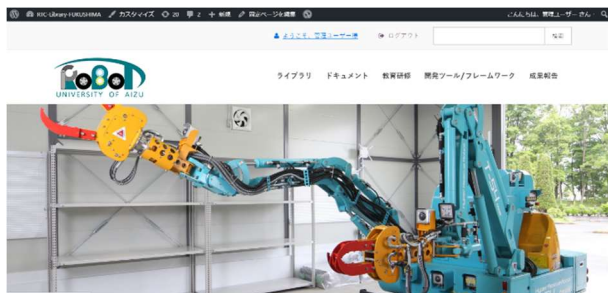 RTC-Library-FUKUSHIMA カスタマイズ 20 2 + 新規 固定ページを編集 こんにちは、管理ユーザー さん
ようこそ、管理ユーザー様 ログアウト 検索
RoBoT
UNIVERSITY OF AIZU
ライブラリ ドキュメント 教育研修 開発ツール/フレームワーク 成果報告